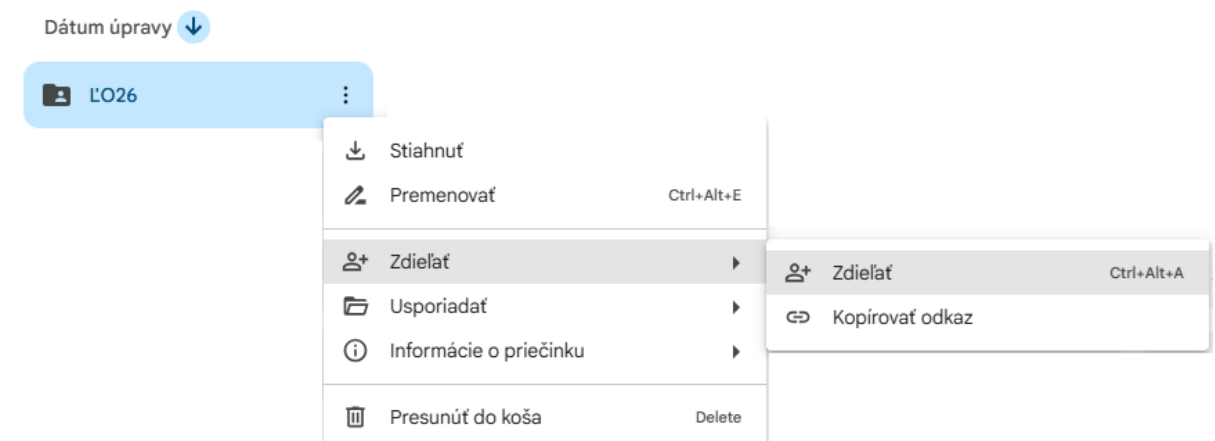 Dátum úpravy
ĽO26
Stiahnuť
Premenovať Ctrl+Alt+E
Zdieľať
Zdieľať Ctrl+Alt+A
Usporiadať
Kopírovať odkaz
Informácie o priečinku
Presunúť do koša Delete